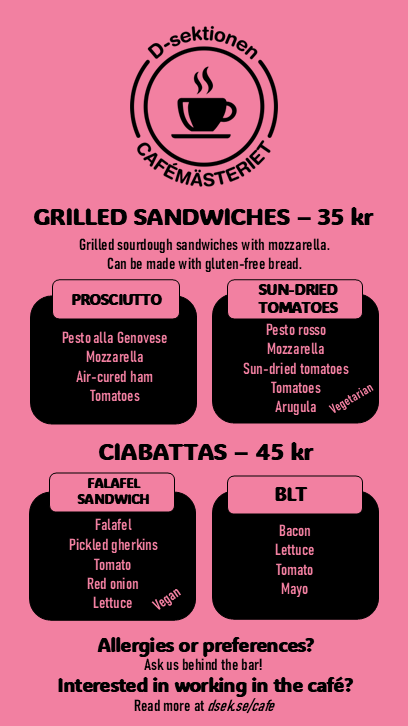 D-sektionen
CAFÉMÄSTERIET
GRILLED SANDWICHES – 35 kr
Grilled sourdough sandwiches with mozzarella.
Can be made with gluten-free bread.
PROSCIUTTO
Pesto alla Genovese
Mozzarella
Air-cured ham
Tomatoes
SUN-DRIED
TOMATOES
Pesto rosso
Mozzarella
Sun-dried tomatoes
Tomatoes
Arugula
Vegetarian
CIABATTAS – 45 kr
FALAFEL
SANDWICH
Falafel
Pickled gherkins
Tomato
Red onion
Lettuce
Vegan
BLT
Bacon
Lettuce
Tomato
Mayo
Allergies or preferences?
Ask us behind the bar!
Interested in working in the café?
Read more at dsek.se/cafe